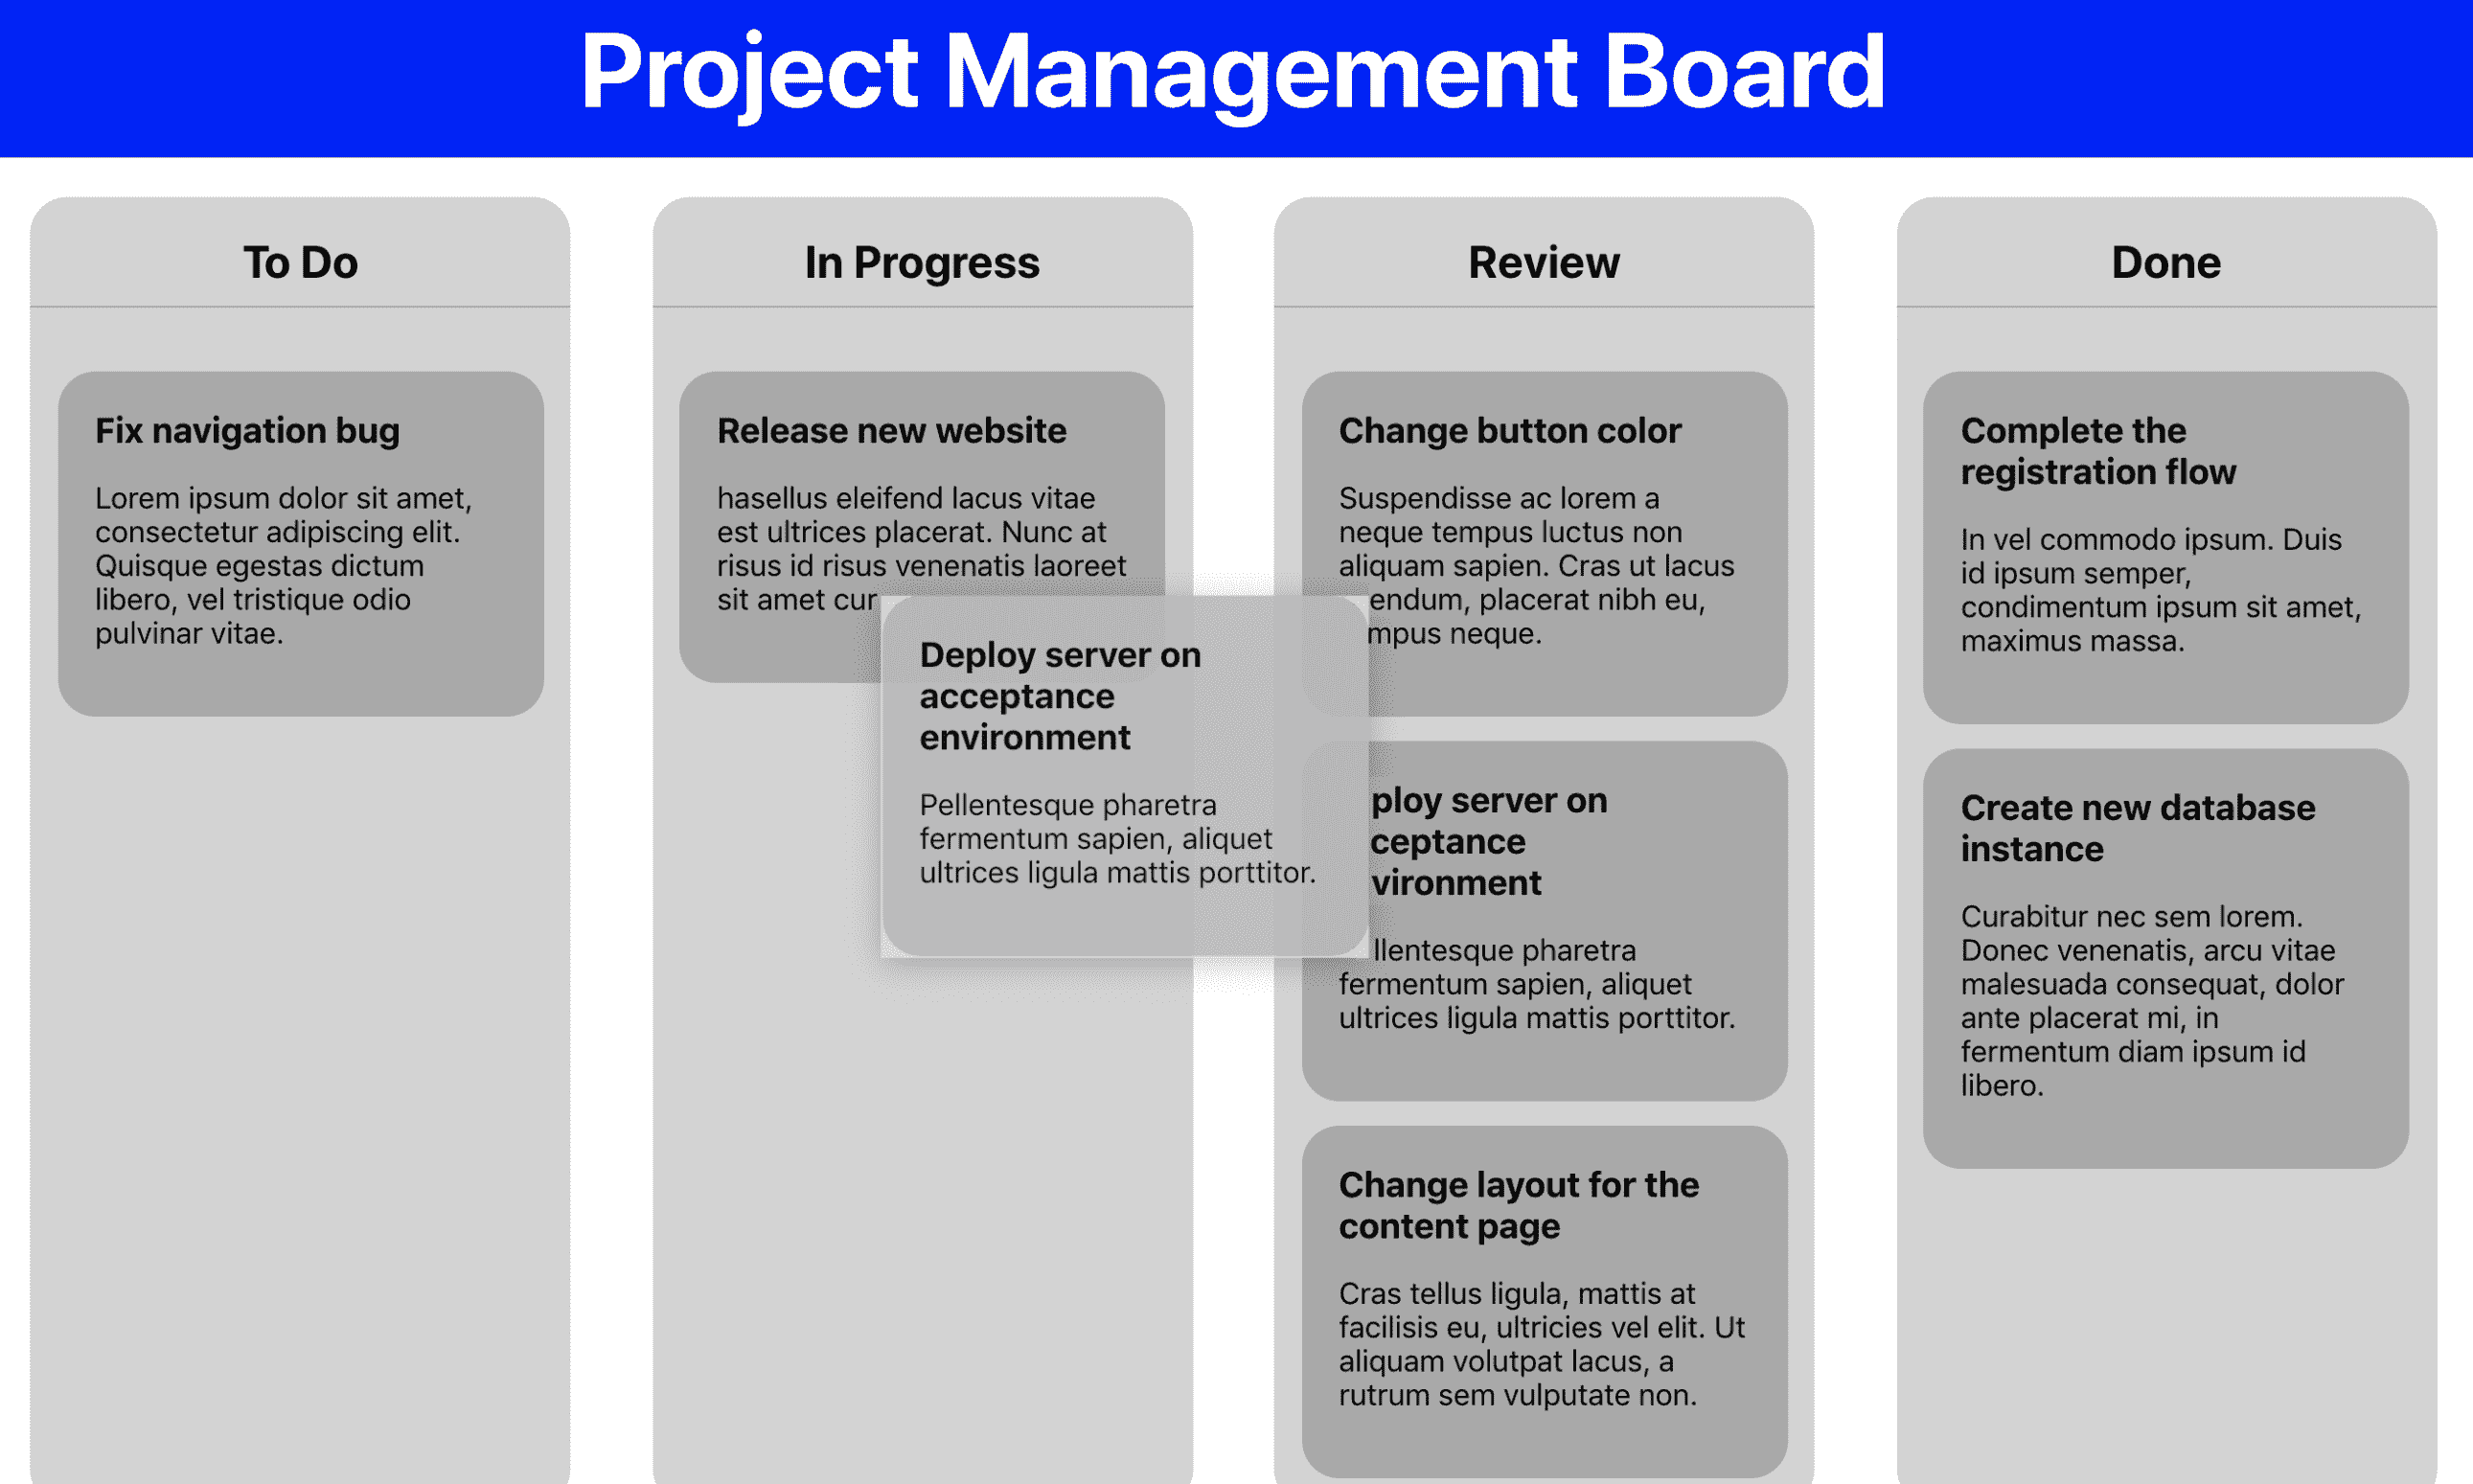 Project Management Board
To Do
Fix navigation bug
Lorem ipsum dolor sit amet,
consectetur adipiscing elit.
Quisque egestas dictum
libero, vel tristique odio
pulvinar vitae.
In Progress
Release new website
hasellus eleifend lacus vitae
est ultrices placerat. Nunc at
risus id risus venenatis laoreet
sit amet cur
Deploy server on
acceptance
environment
Pellentesque pharetra
fermentum sapien, aliquet
ultrices ligula mattis porttitor.
Review
Change button color
Suspendisse ac lorem a
neque tempus luctus non
aliquam sapien. Cras ut lacus
endum, placerat nibh eu,
mpus neque.
ploy server on
ceptance
vironment
llentesque pharetra
fermentum sapien, aliquet
ultrices ligula mattis porttitor.
Change layout for the
content page
Cras tellus ligula, mattis at
facilisis eu, ultricies vel elit. Ut
aliquam volutpat lacus, a
rutrum sem vulputate non.
Done
Complete the
registration flow
In vel commodo ipsum. Duis
id ipsum semper,
condimentum ipsum sit amet,
maximus massa.
Create new database
instance
Curabitur nec sem lorem.
Donec venenatis, arcu vitae
malesuada consequat, dolor
ante placerat mi, in
fermentum diam ipsum id
libero.